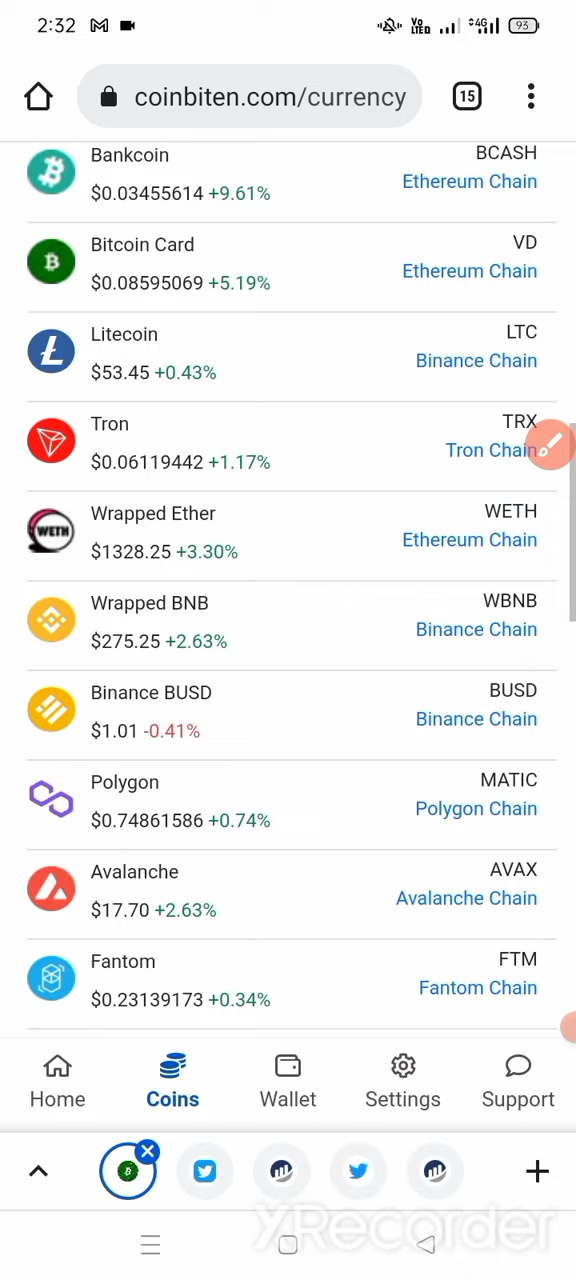 2:32
Vo
LTED
4G
93
coinbiten.com/currency
15
Bankcoin
BCASH
$0.03455614 +9.61%
Ethereum Chain
Bitcoin Card
VD
$0.08595069 +5.19%
Ethereum Chain
Litecoin
LTC
$53.45 +0.43%
Binance Chain
Tron
TRX
$0.06119442 +1.17%
Tron Chain
WETH
Wrapped Ether
WETH
$1328.25 +3.30%
Ethereum Chain
Wrapped BNB
WBNB
$275.25 +2.63%
Binance Chain
Binance BUSD
BUSD
$1.01 -0.41%
Binance Chain
Polygon
MATIC
$0.74861586 +0.74%
Polygon Chain
Avalanche
AVAX
$17.70 +2.63%
Avalanche Chain
Fantom
FTM
$0.23139173 +0.34%
Fantom Chain
Home
Coins
Wallet
Settings
Support
XRecorder